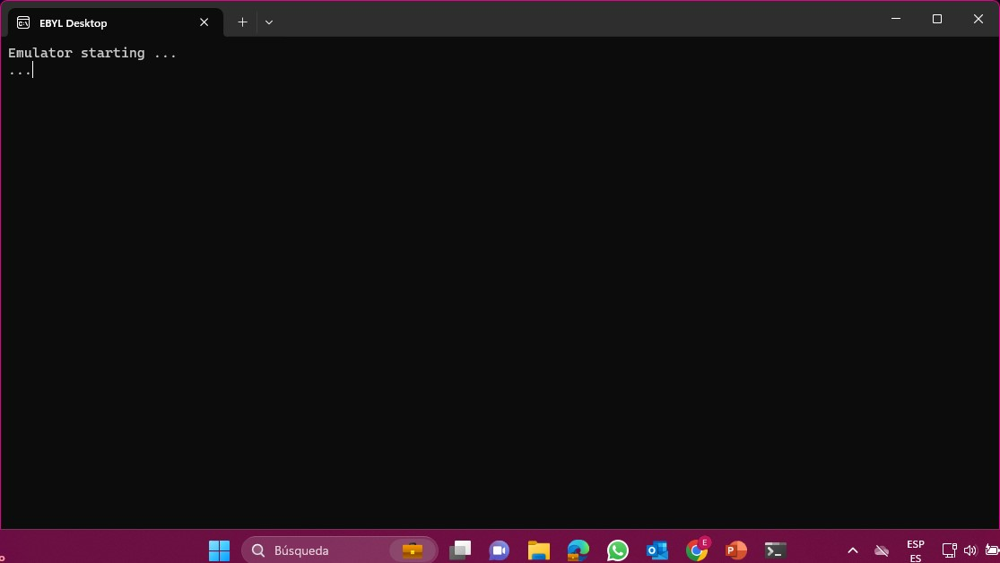 EBYL Desktop
Emulator starting ...
...
Búsqueda
E
ESP
ES